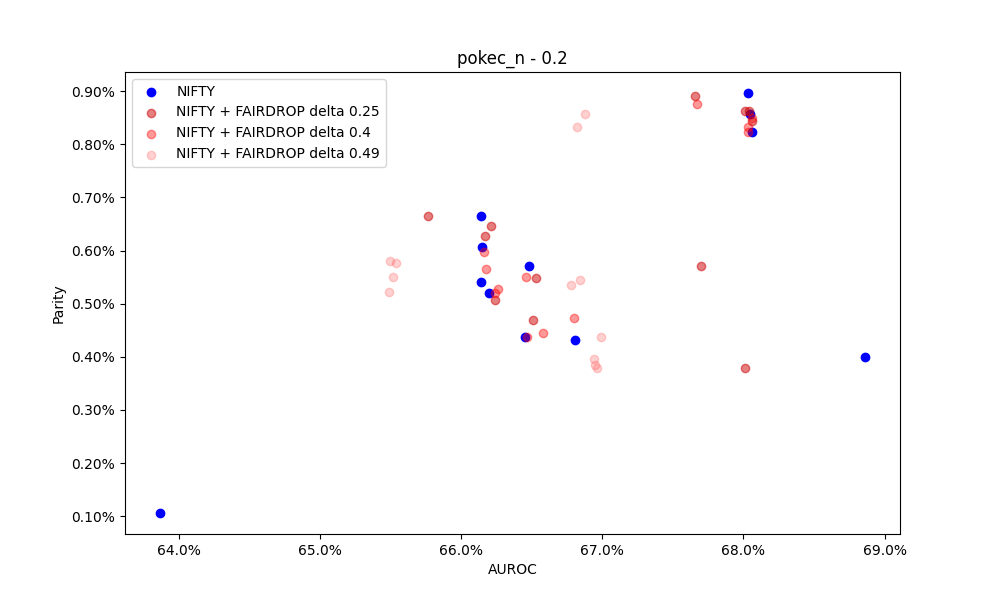 pokec_n - 0.2
NIFTY
NIFTY + FAIRDROP delta 0.25
NIFTY + FAIRDROP delta 0.4
NIFTY + FAIRDROP delta 0.49
0.90%
0.80%
0.70%
0.60%
0.50%
0.40%
0.30%
0.20%
0.10%
Parity
64.0% 65.0% 66.0% 67.0% 68.0% 69.0%
AUROC